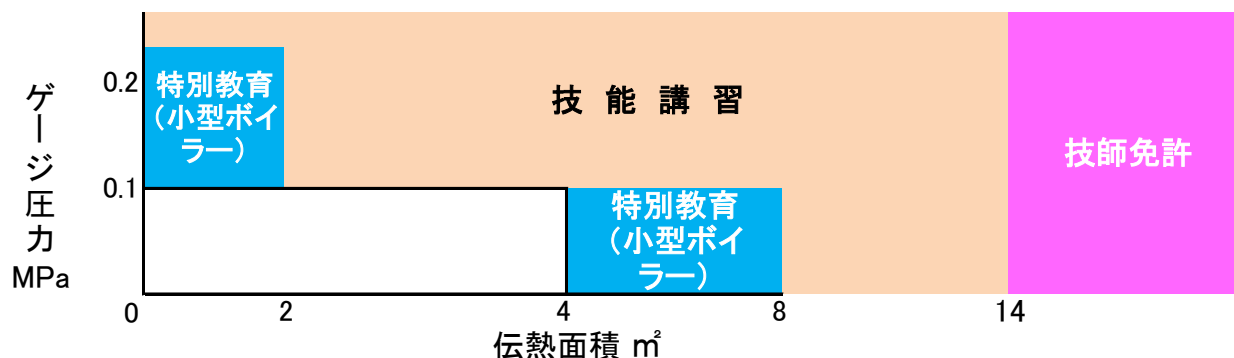 ゲージ圧力
MPa
0.2
0.1
特別教育
(小型ボイ
ラー)
技 能 講 習
技師免許
特別教育
(小型ボイ
ラー)
0
2
4
8
14
伝熱面積 ㎡